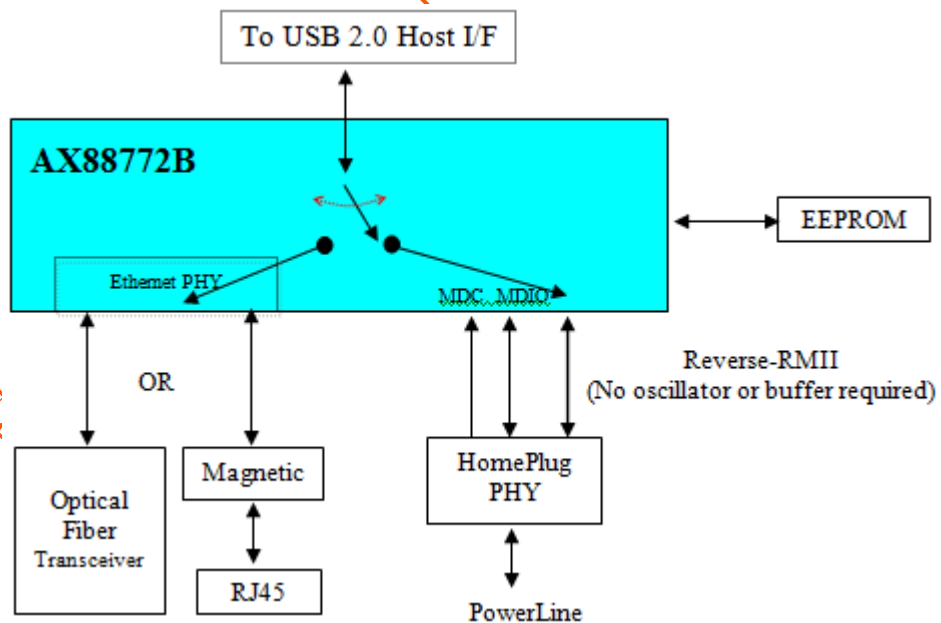 To USB 2.0 Host I/F
AX88772B
EEPROM
Ethernet PHY
MDC MDIO
Reverse-RMII
(No oscillator or buffer required)
OR
Optical
Fiber
Transceiver
Magnetic
RJ45
HomePlug
PHY
PowerLine